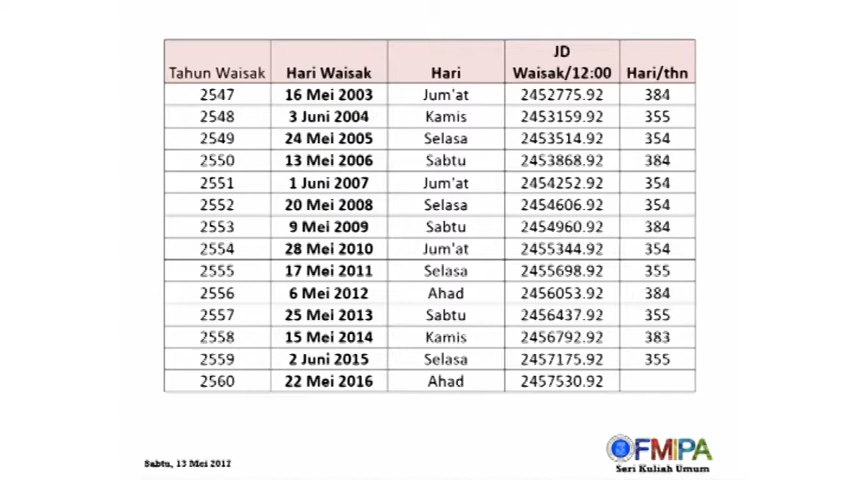 Tahun Waisak Hari Waisak Hari JD Waisak/12:00 Hari/thn
2547 16 Mei 2003 Jum'at 2452775.92 384
2548 3 Juni 2004 Kamis 2453159.92 355
2549 24 Mei 2005 Selasa 2453514.92 354
2550 13 Mei 2006 Sabtu 2453868.92 384
2551 1 Juni 2007 Jum'at 2454252.92 354
2552 20 Mei 2008 Selasa 2454606.92 354
2553 9 Mei 2009 Sabtu 2454960.92 384
2554 28 Mei 2010 Jum'at 2455344.92 354
2555 17 Mei 2011 Selasa 2455698.92 355
2556 6 Mei 2012 Ahad 2456053.92 384
2557 25 Mei 2013 Sabtu 2456437.92 355
2558 15 Mei 2014 Kamis 2456792.92 383
2559 2 Juni 2015 Selasa 2457175.92 355
2560 22 Mei 2016 Ahad 2457530.92
Sabtu, 13 Mei 2017
FMIPA
Seri Kuliah Umum